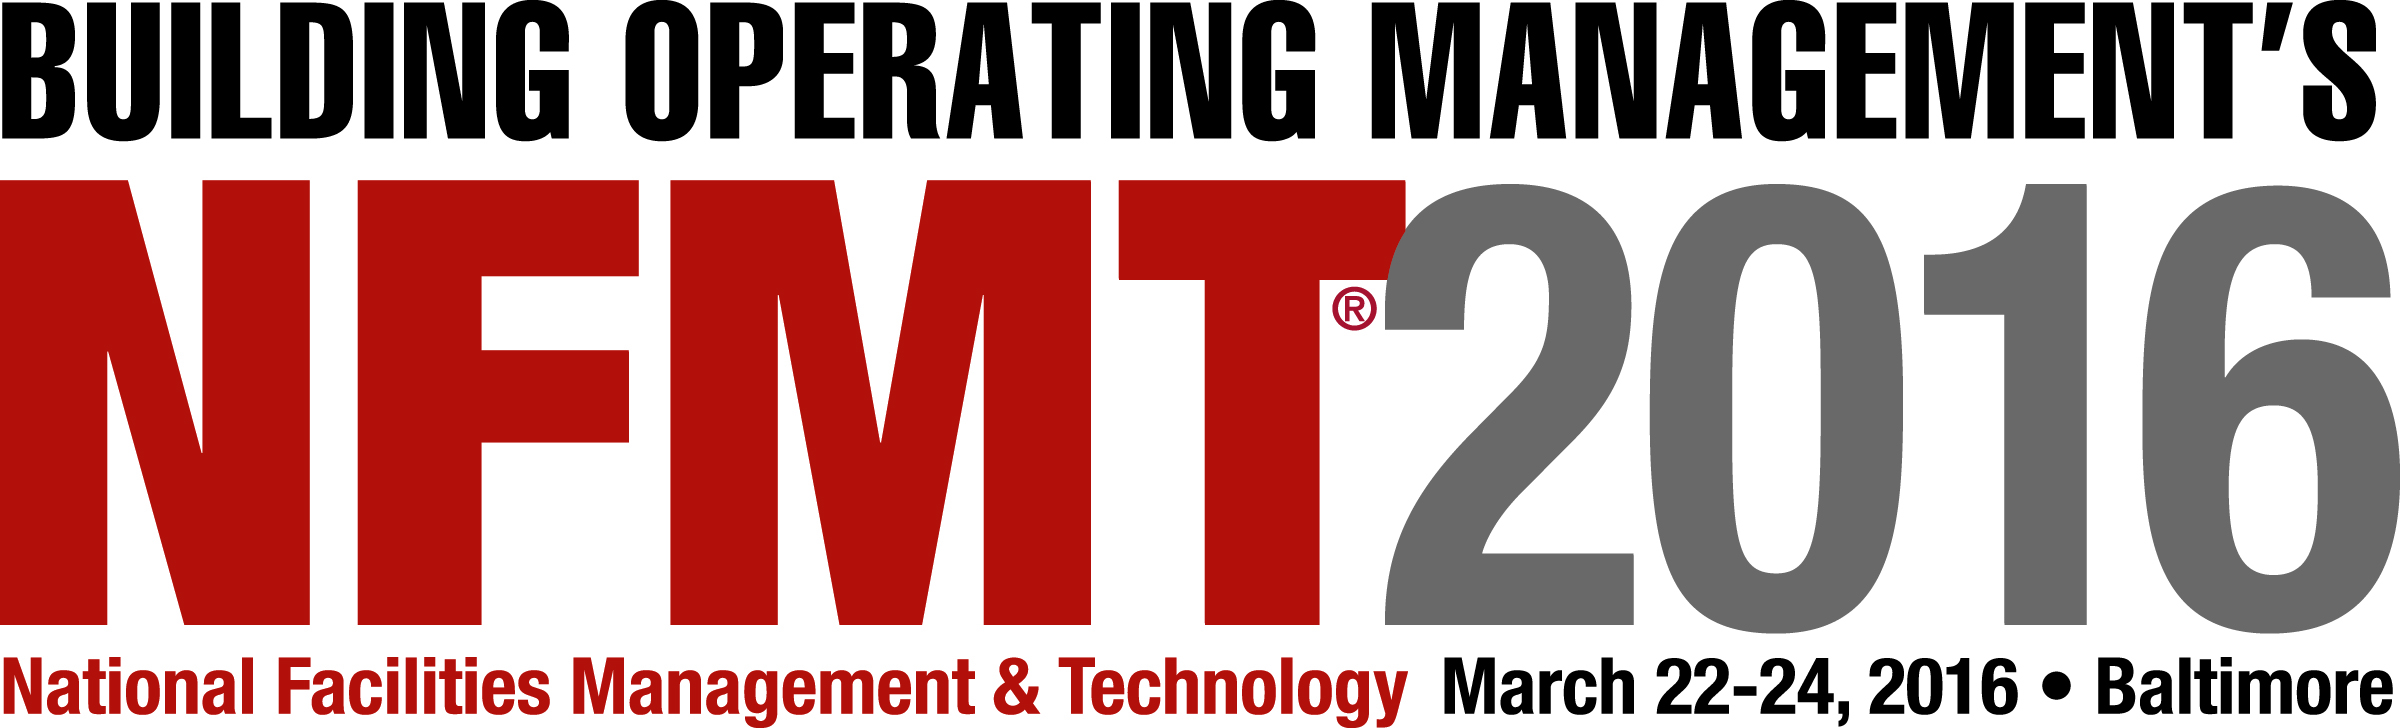 BUILDING OPERATING MANAGEMENT’S
NFMT®2016
National Facilities Management & Technology March 22-24, 2016 • Baltimore